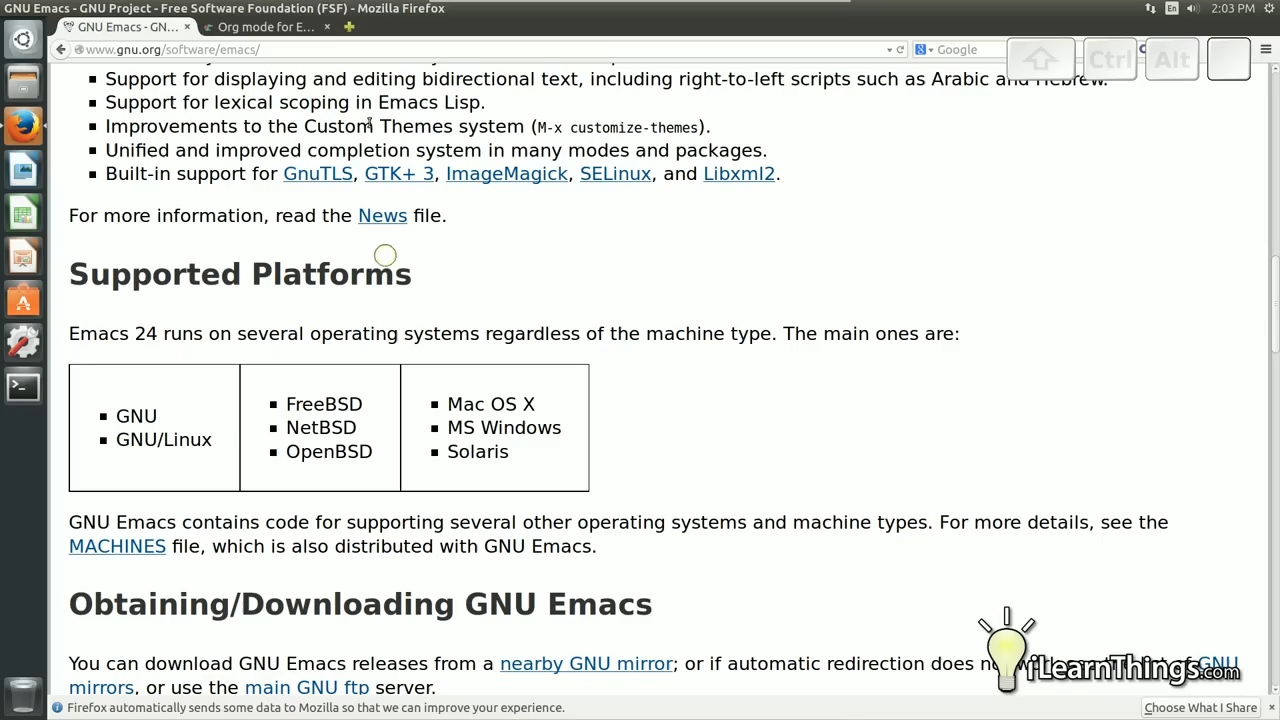 GNU Emacs - GNU Project - Free Software Foundation (FSF) - Mozilla Firefox
En
2:03 PM
GNU Emacs - GN...
Org mode for E...
www.gnu.org/software/emacs/
Google
Ctrl
Alt
Support for displaying and editing bidirectional text, including right-to-left scripts such as Arabic and Hebrew.
Support for lexical scoping in Emacs Lisp.
Improvements to the Custom Themes system (M-x customize-themes).
Unified and improved completion system in many modes and packages.
Built-in support for GnuTLS, GTK+ 3, ImageMagick, SELinux, and Libxml2.
For more information, read the News file.
Supported Platforms
Emacs 24 runs on several operating systems regardless of the machine type. The main ones are:
GNU
GNU/Linux
FreeBSD
NetBSD
OpenBSD
Mac OS X
MS Windows
Solaris
GNU Emacs contains code for supporting several other operating systems and machine types. For more details, see the
MACHINES file, which is also distributed with GNU Emacs.
Obtaining/Downloading GNU Emacs
You can download GNU Emacs releases from a nearby GNU mirror; or if automatic redirection does GNU
mirrors, or use the main GNU ftp server.
iLearnThings.com
Firefox automatically sends some data to Mozilla so that we can improve your experience.
Choose What I Share